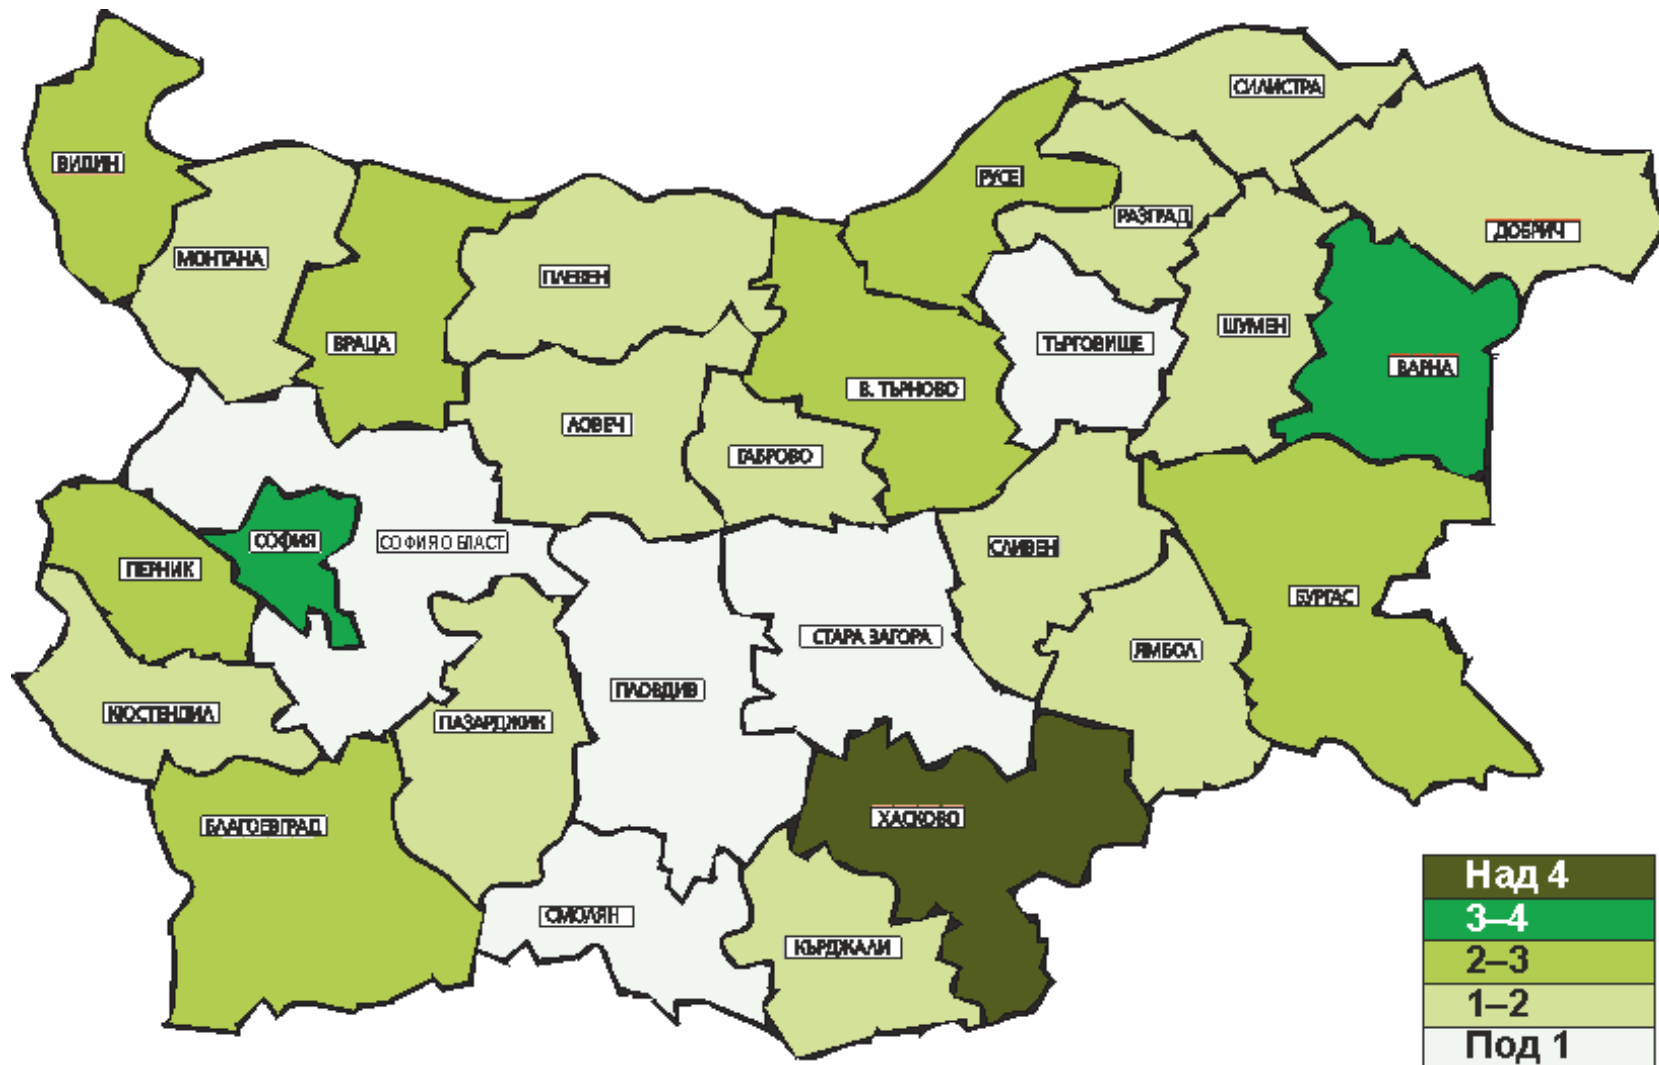 СИЛИСТРА
ВИДИН
РУСЕ
РАЗГРАД
ДОБРИЧ
МОНТАНА
ПЛЕВЕН
ШУМЕН
ВРАЦА
ТЪРГОВИЩЕ
ВАРНА
В. ТЪРНОВО
ЛОВЕЧ
ГАБРОВО
СОФИЯ
СОФИЯ ОБЛАСТ
СЛИВЕН
ПЕРНИК
БУРГАС
СТАРА ЗАГОРА
ЯМБОЛ
ПЛОВДИВ
КЮСТЕНДИЛ
ПАЗАРДЖИК
ХАСКОВО
БЛАГОЕВГРАД
СМОЛЯН
КЪРДЖАЛИ
Над 4
3–4
2–3
1–2
Под 1